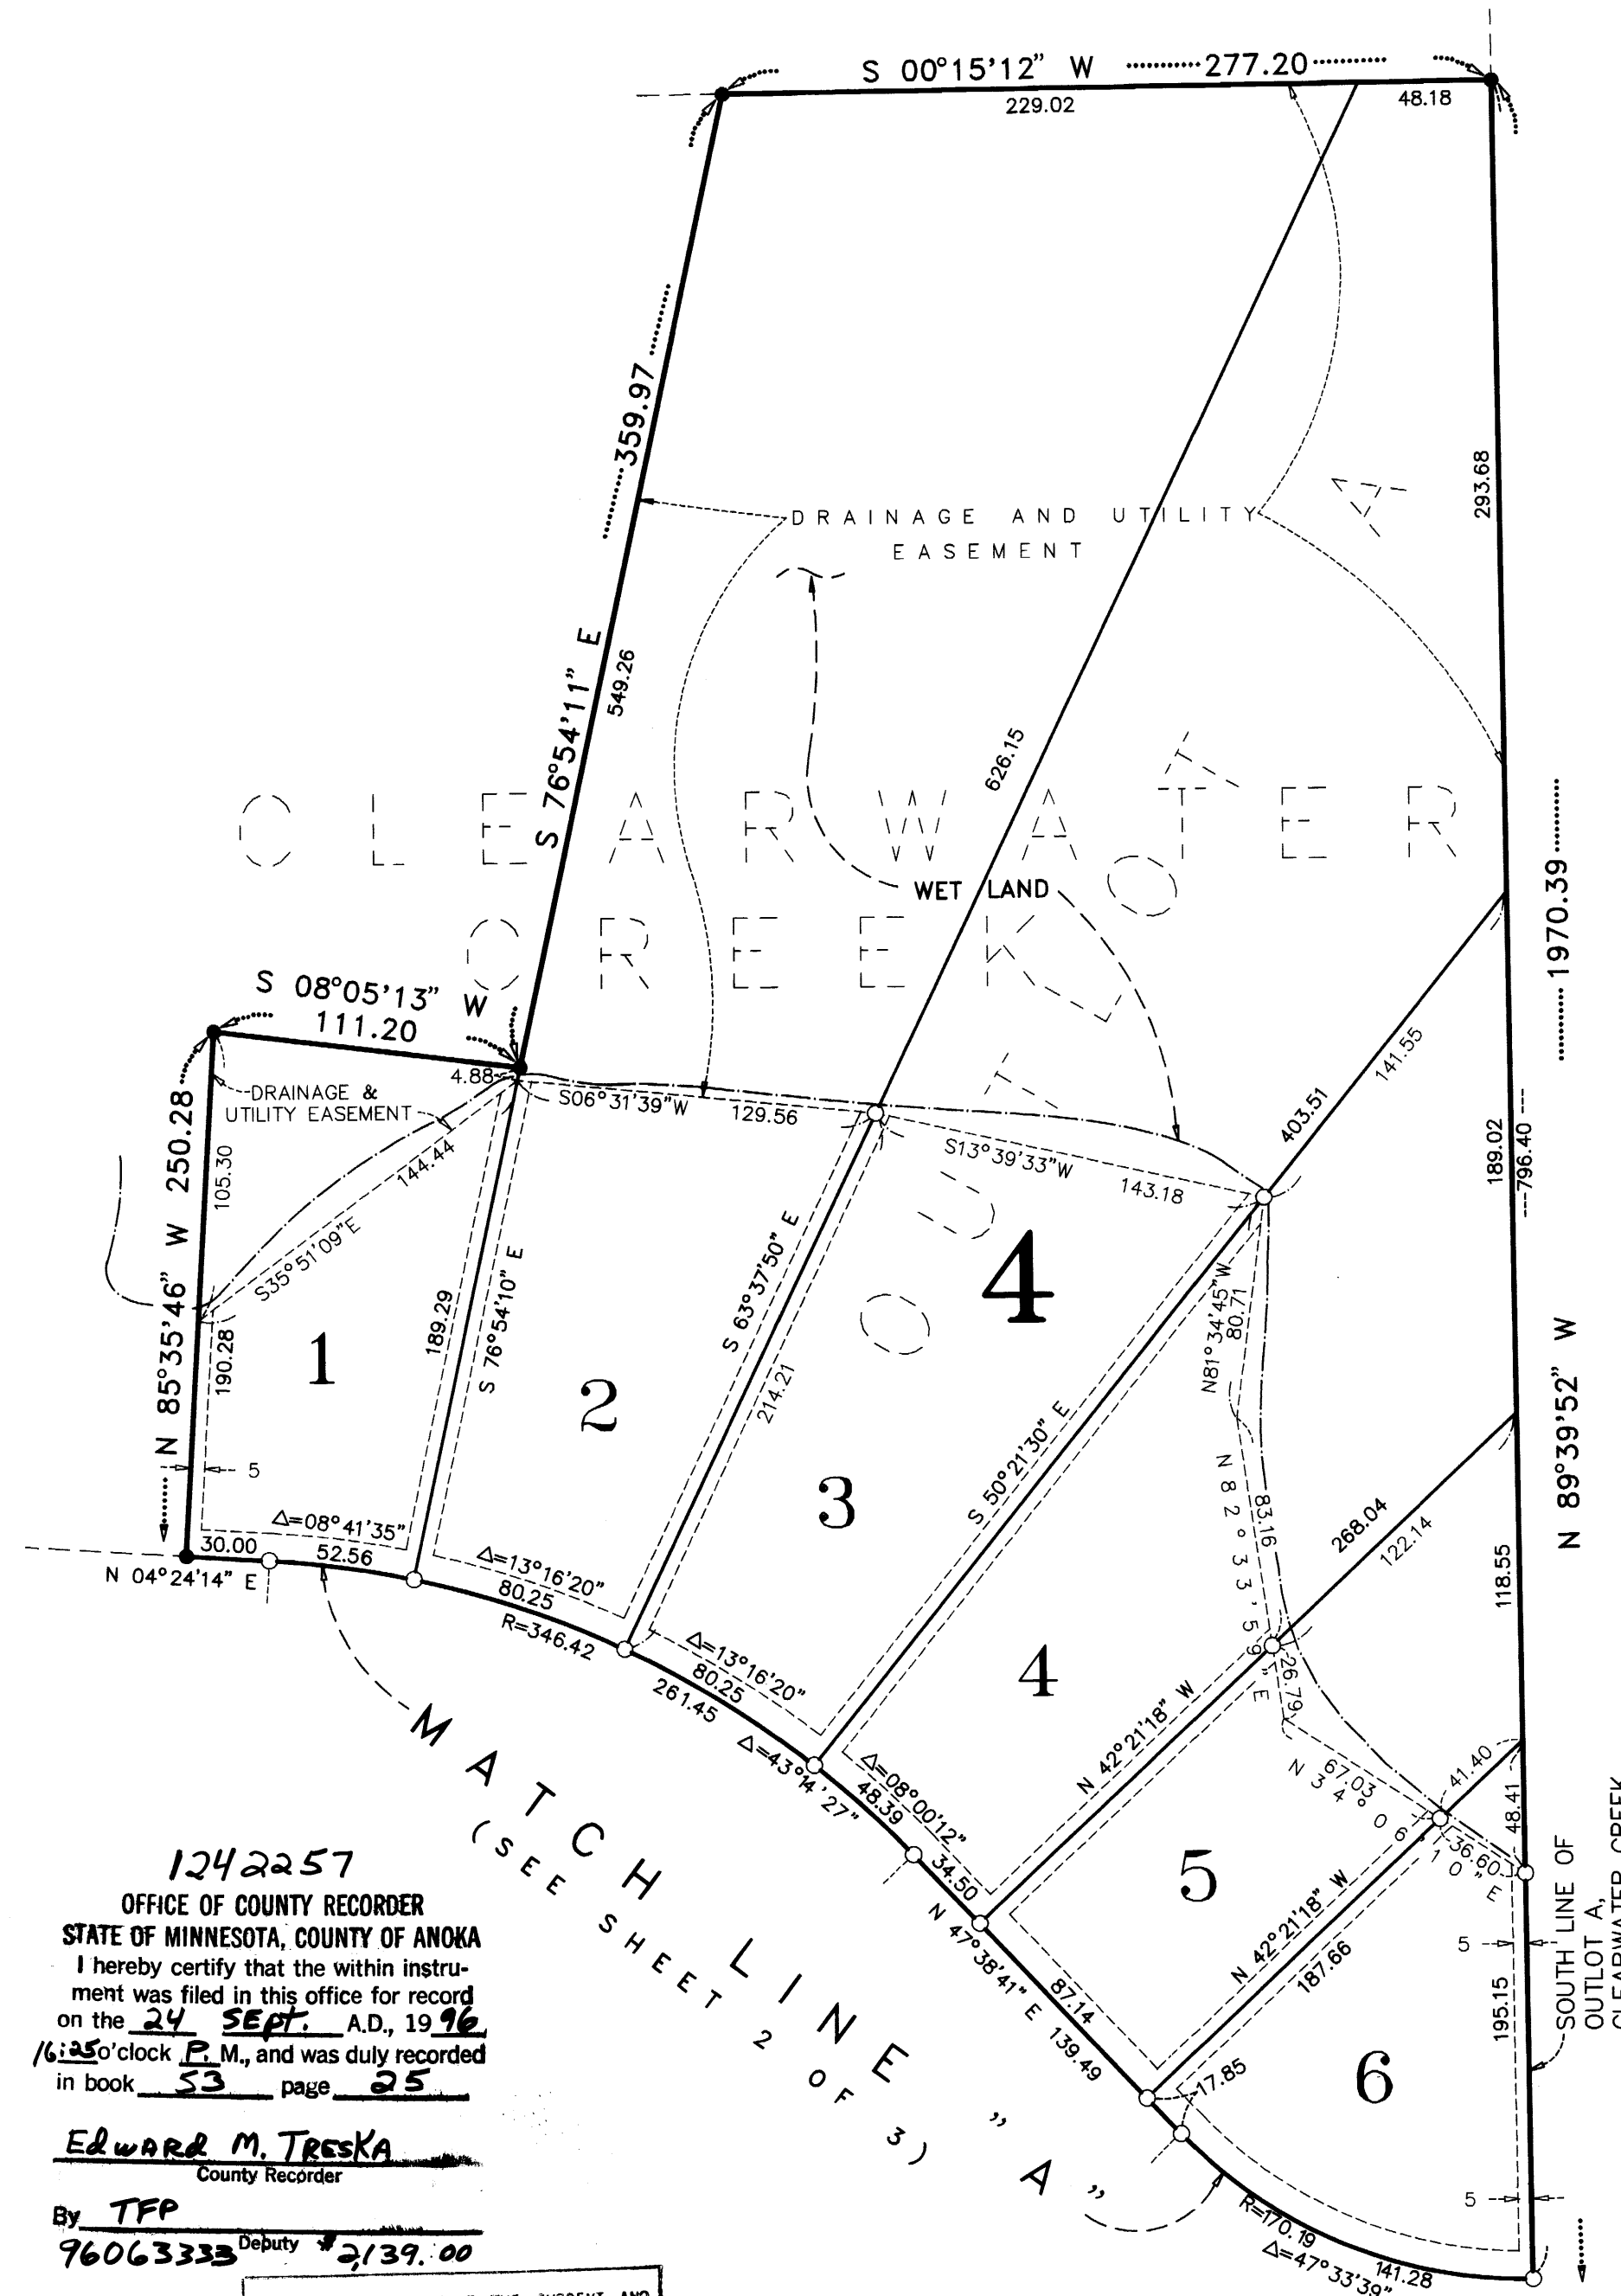 S 00°15'12" W 277.20
229.02
48.18
359.97
S 76°54'11" E
549.26
293.68
A
DRAINAGE AND UTILITY
EASEMENT
626.15
CLEARWATER
CREEK
OUTLOT
WET LAND
1970.39
N 89°39'52" W
S 08°05'13" W
111.20
4.88
DRAINAGE &
UTILITY EASEMENT
S06°31'39"W
129.56
S13°39'33"W
143.18
403.51
141.55
189.02
796.40
N 85°35'46" W 250.28
105.30
144.44
S35°51'09"E
190.28
189.29
S 76°54'10" E
S 63°37'50" E
214.21
4
N81°34'45"W
80.71
1
2
3
S 50°21'30" E
N82°33'59"E
83.16
268.04
122.14
118.55
5
Δ=08°41'35"
30.00
52.56
N 04°24'14" E
Δ=13°16'20"
80.25
R=346.42
Δ=13°16'20"
80.25
261.45
Δ=43°14'27"
Δ=08°00'12"
48.39
34.50
4
N 42°21'18" W
26.79
67.03
N34°06'10"E
41.40
48.41
36.60
5
N 42°21'18" W
187.66
N 47°38'41" E 139.49
87.14
17.85
5
195.15
6
5
R=170.19
141.28
Δ=47°33'39"
SOUTH LINE OF
OUTLOT A,
CLEARWATER CREEK
MATCH LINE "A"
(SEE SHEET 2 OF 3)
1242257
OFFICE OF COUNTY RECORDER
STATE OF MINNESOTA, COUNTY OF ANOKA
I hereby certify that the within instru-
ment was filed in this office for record
on the 24 SEpt. A.D., 1996
16:25 o'clock P. M., and was duly recorded
in book 53 page 25
EdwARd M. TREsKA
County Recorder
By TFP
Deputy
96063333 $2,139.00